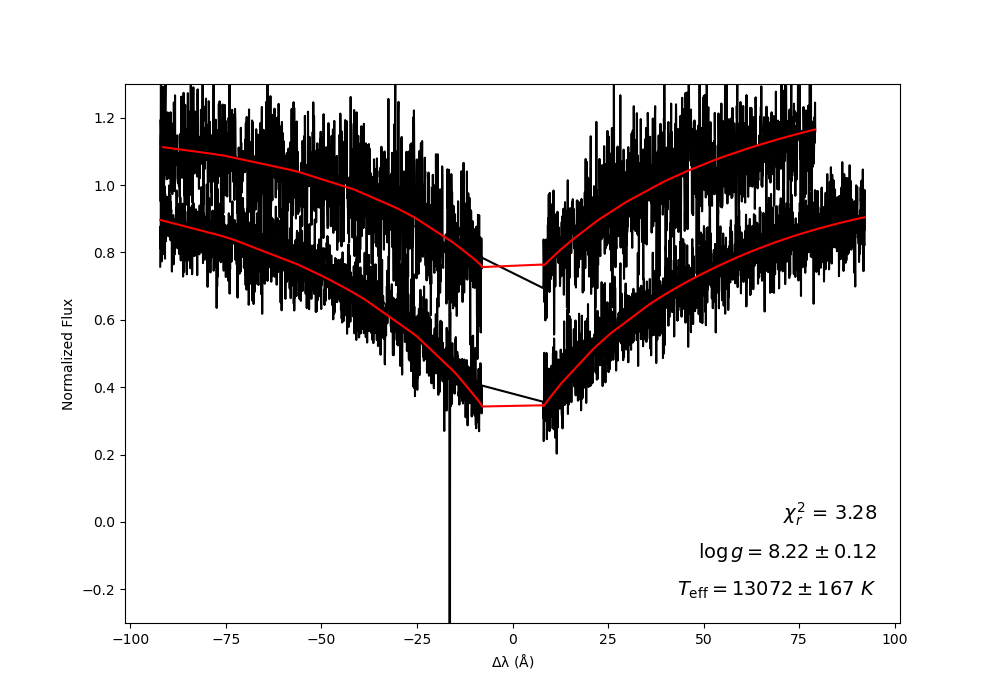 1.2
1.0
0.8
0.6
0.4
0.2
0.0
−0.2
Normalized Flux
χ²ᵣ = 3.28
log g = 8.22 ± 0.12
T_eff = 13072 ± 167 K
−100 −75 −50 −25 0 25 50 75 100
Δλ (Å)